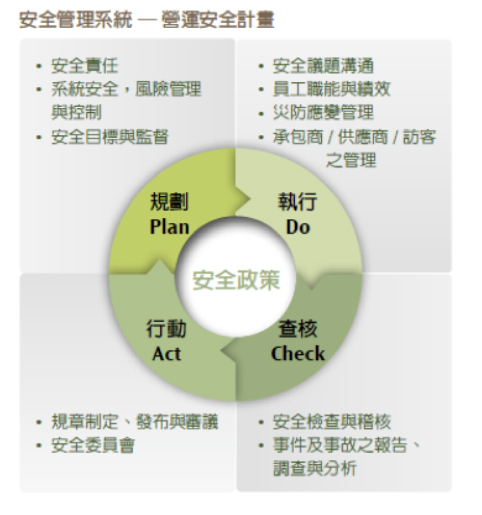 安全管理系統 — 營運安全計畫
• 安全責任
• 系統安全，風險管理
與控制
• 安全目標與監督
• 安全議題溝通
• 員工職能與績效
• 災防應變管理
• 承包商 / 供應商 / 訪客
之管理
規劃
Plan
執行
Do
安全政策
行動
Act
查核
Check
• 規章制定、發布與審議
• 安全委員會
• 安全檢查與稽核
• 事件及事故之報告、
調查與分析